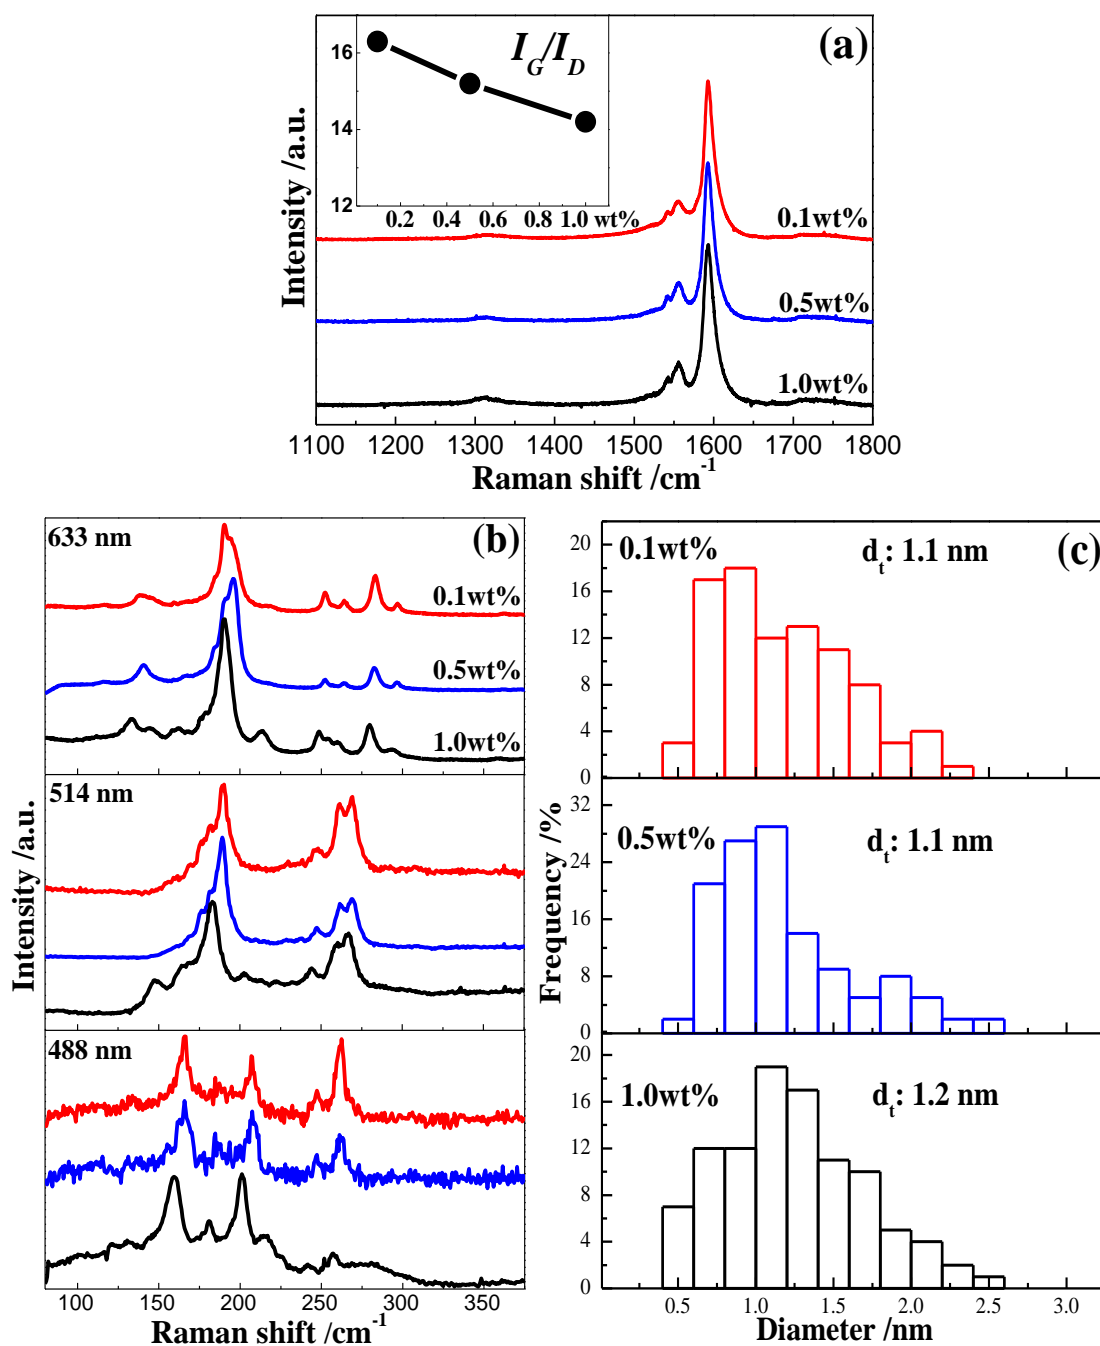 (a)
I_G/I_D
16
14
12
0.2 0.4 0.6 0.8 1.0 wt%
Intensity /a.u.
0.1wt%
0.5wt%
1.0wt%
1100 1200 1300 1400 1500 1600 1700 1800
Raman shift /cm⁻¹
633 nm
(b)
0.1wt%
0.5wt%
1.0wt%
514 nm
488 nm
Intensity /a.u.
100 150 200 250 300 350
Raman shift /cm⁻¹
(c)
0.1wt% d_t: 1.1 nm
20
16
12
8
4
0
0.5wt% d_t: 1.1 nm
32
24
16
8
0
1.0wt% d_t: 1.2 nm
20
16
12
8
4
0
Frequency /%
0.5 1.0 1.5 2.0 2.5 3.0
Diameter /nm